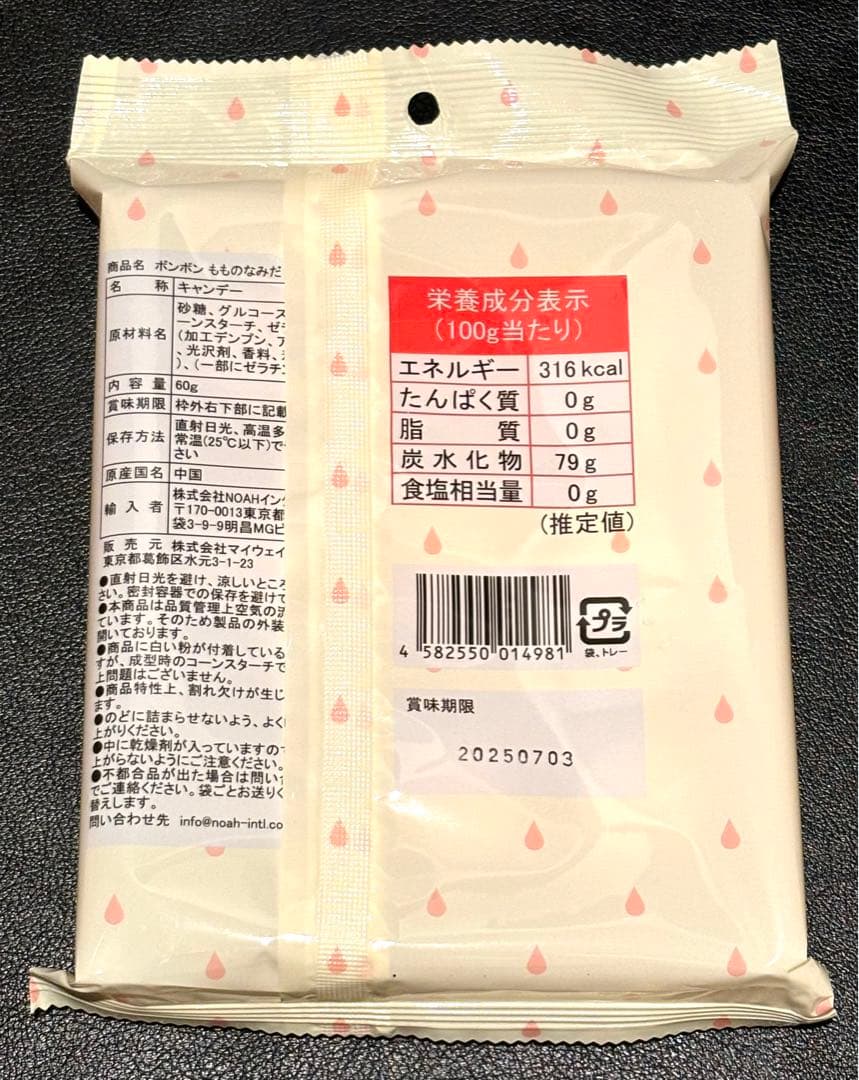 商品名 ボンボン もものなみだ
名 称 キャンデー
原材料名 砂糖、グルコース
ーンスターチ、ゼラ
(加工デンプン、
、光沢剤、香料、
)、(一部にゼラチン
内容量 60g
賞味期限 枠外右下部に記載
保存方法 直射日光、高温多
常温(25℃以下)で
さい
原産国名 中国
輸入者 株式会社NOAHイン
〒170-0013東京都
袋3-9-9明昌MGビ
販売元 株式会社マイウェイ
東京都葛飾区水元3-1-23
●直射日光を避け、涼しいところ
さい。密封容器での保存を避けて
●本商品は品質管理上空気の
ています。そのため製品の外装
開いております。
●商品に白い粉が付着している
すが、成型時のコーンスターチで
上問題はございません。
●商品特性上、割れ欠けが生じ
ます。
●のどに詰まらせないよう、よく
上がりください。
●中に乾燥剤が入っていますので
上がらないようにご注意ください。
●不都合品が出た場合は問い
でご連絡ください。袋ごとお送りく
替えします。
問い合わせ先 info@noah-intl.co
栄養成分表示
(100g当たり)
エネルギー 316kcal
たんぱく質 0g
脂質 0g
炭水化物 79g
食塩相当量 0g
(推定値)
4 582550 014981
プラ
袋、トレー
賞味期限
20250703